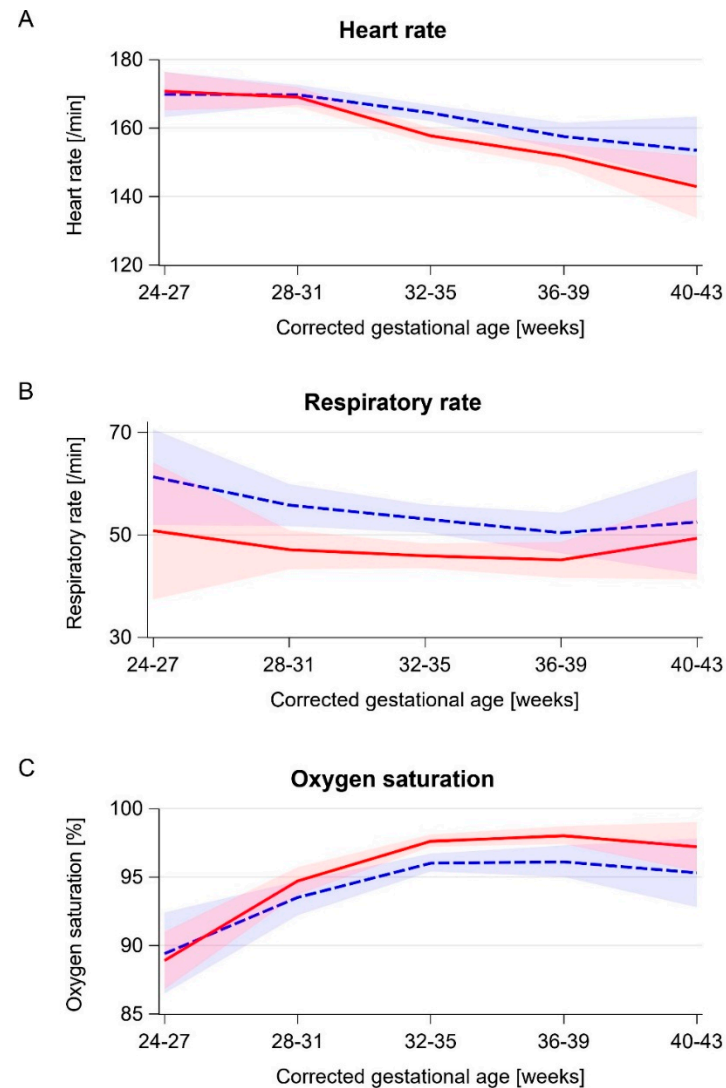 A
Heart rate
Heart rate [/min]
180
160
140
120
24-27 28-31 32-35 36-39 40-43
Corrected gestational age [weeks]
B
Respiratory rate
Respiratory rate [/min]
70
50
30
24-27 28-31 32-35 36-39 40-43
Corrected gestational age [weeks]
C
Oxygen saturation
Oxygen saturation [%]
100
95
90
85
24-27 28-31 32-35 36-39 40-43
Corrected gestational age [weeks]